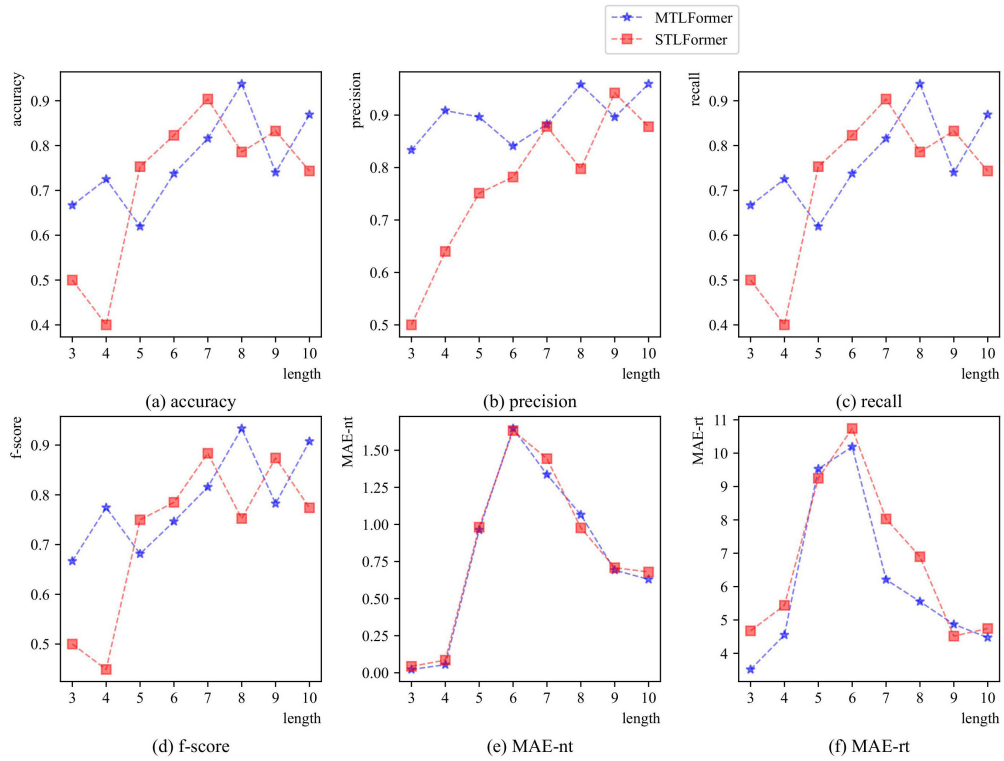 MTLFormer
STLFormer
accuracy
0.9
0.8
0.7
0.6
0.5
0.4
3 4 5 6 7 8 9 10
length
(a) accuracy
precision
0.9
0.8
0.7
0.6
0.5
3 4 5 6 7 8 9 10
length
(b) precision
recall
0.9
0.8
0.7
0.6
0.5
0.4
3 4 5 6 7 8 9 10
length
(c) recall
f-score
0.9
0.8
0.7
0.6
0.5
3 4 5 6 7 8 9 10
length
(d) f-score
MAE-nt
1.50
1.25
1.00
0.75
0.50
0.25
0.00
3 4 5 6 7 8 9 10
length
(e) MAE-nt
MAE-rt
11
10
9
8
7
6
5
4
3 4 5 6 7 8 9 10
length
(f) MAE-rt